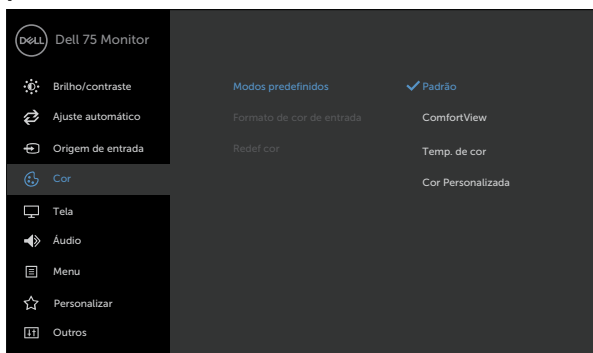 DELL Dell 75 Monitor
Brilho/contraste
Ajuste automático
Origem de entrada
Cor
Tela
Áudio
Menu
Personalizar
Outros
Modos predefinidos
Formato de cor de entrada
Redef cor
Padrão
ComfortView
Temp. de cor
Cor Personalizada